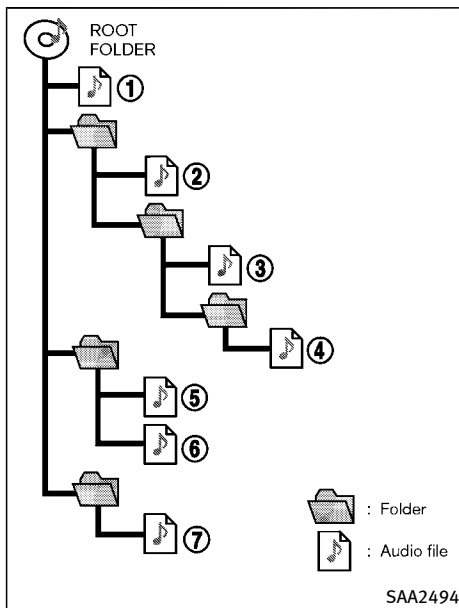 ROOT
FOLDER
①
②
③
④
⑤
⑥
⑦
: Folder
: Audio file
SAA2494